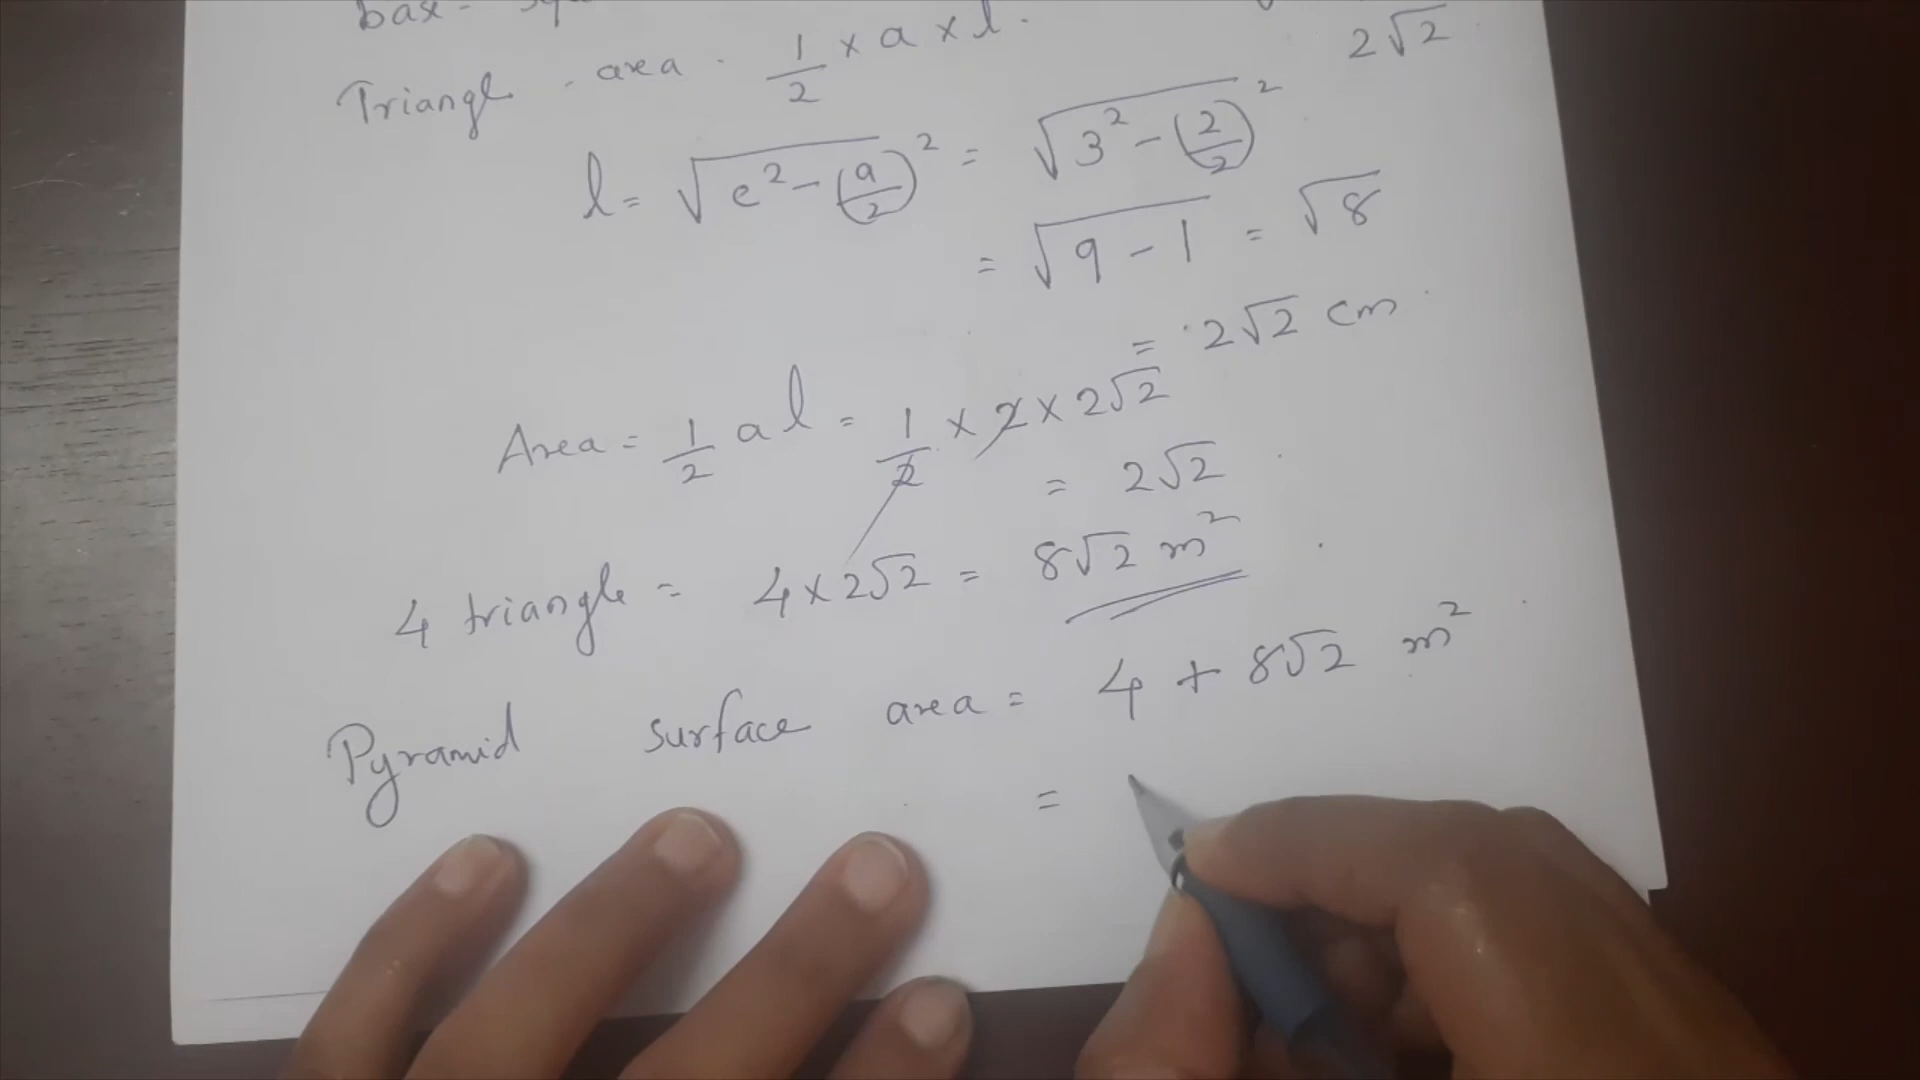 base - 
2√2
Triangle - area . 1/2 × a × l .
l = √e² - (a/2)² = √3² - (2/2)²
= √9 - 1 = √8
= 2√2 cm
Area = 1/2 a l = 1/2 × 2 × 2√2
= 2√2
4 triangle = 4 × 2√2 = 8√2 m²
Pyramid surface area = 4 + 8√2 m²
=